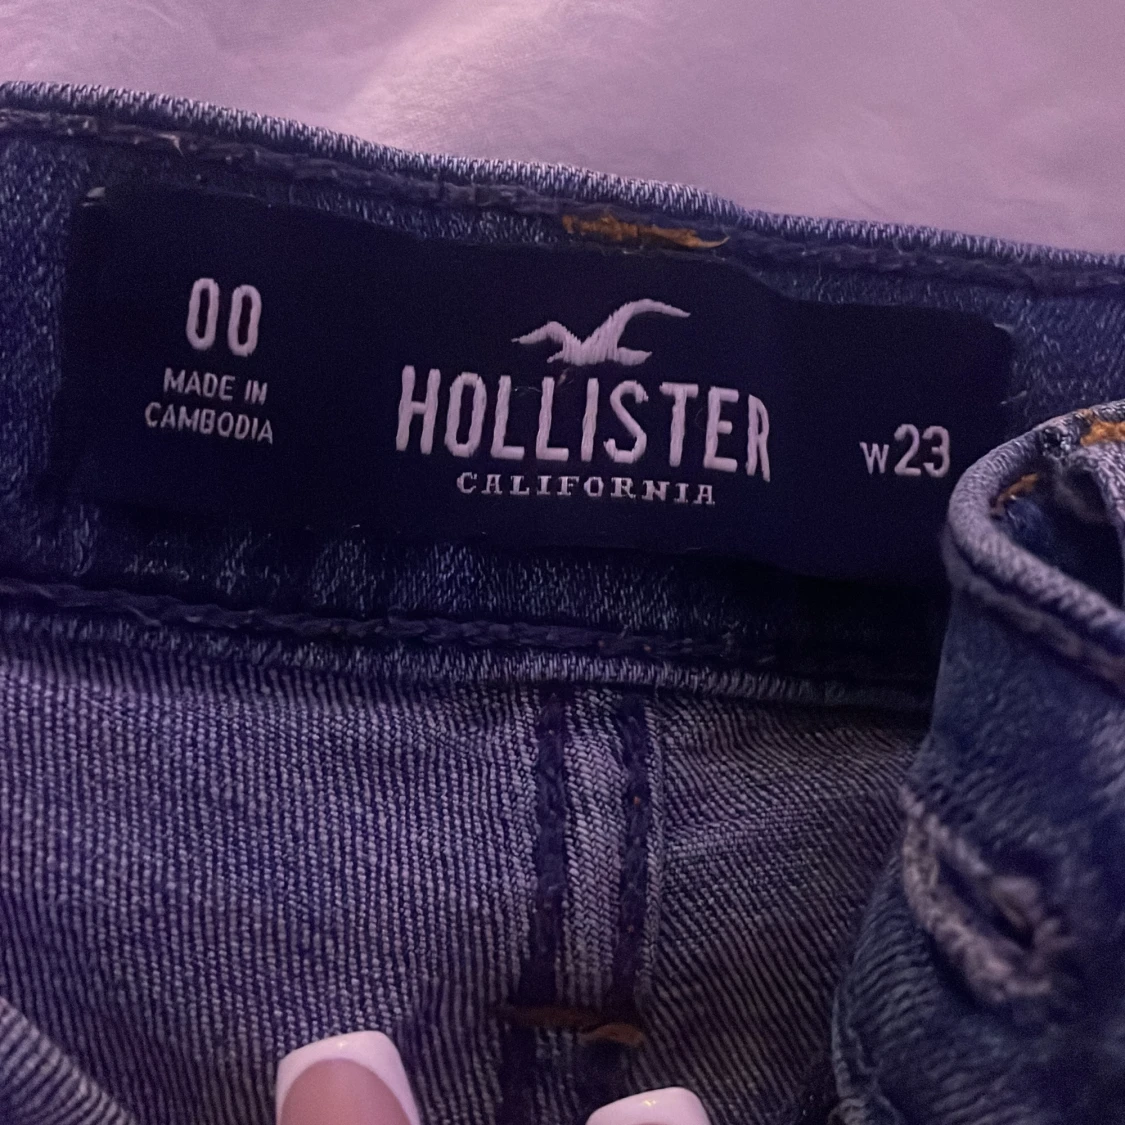 00
MADE IN
CAMBODIA
HOLLISTER
CALIFORNIA
W23